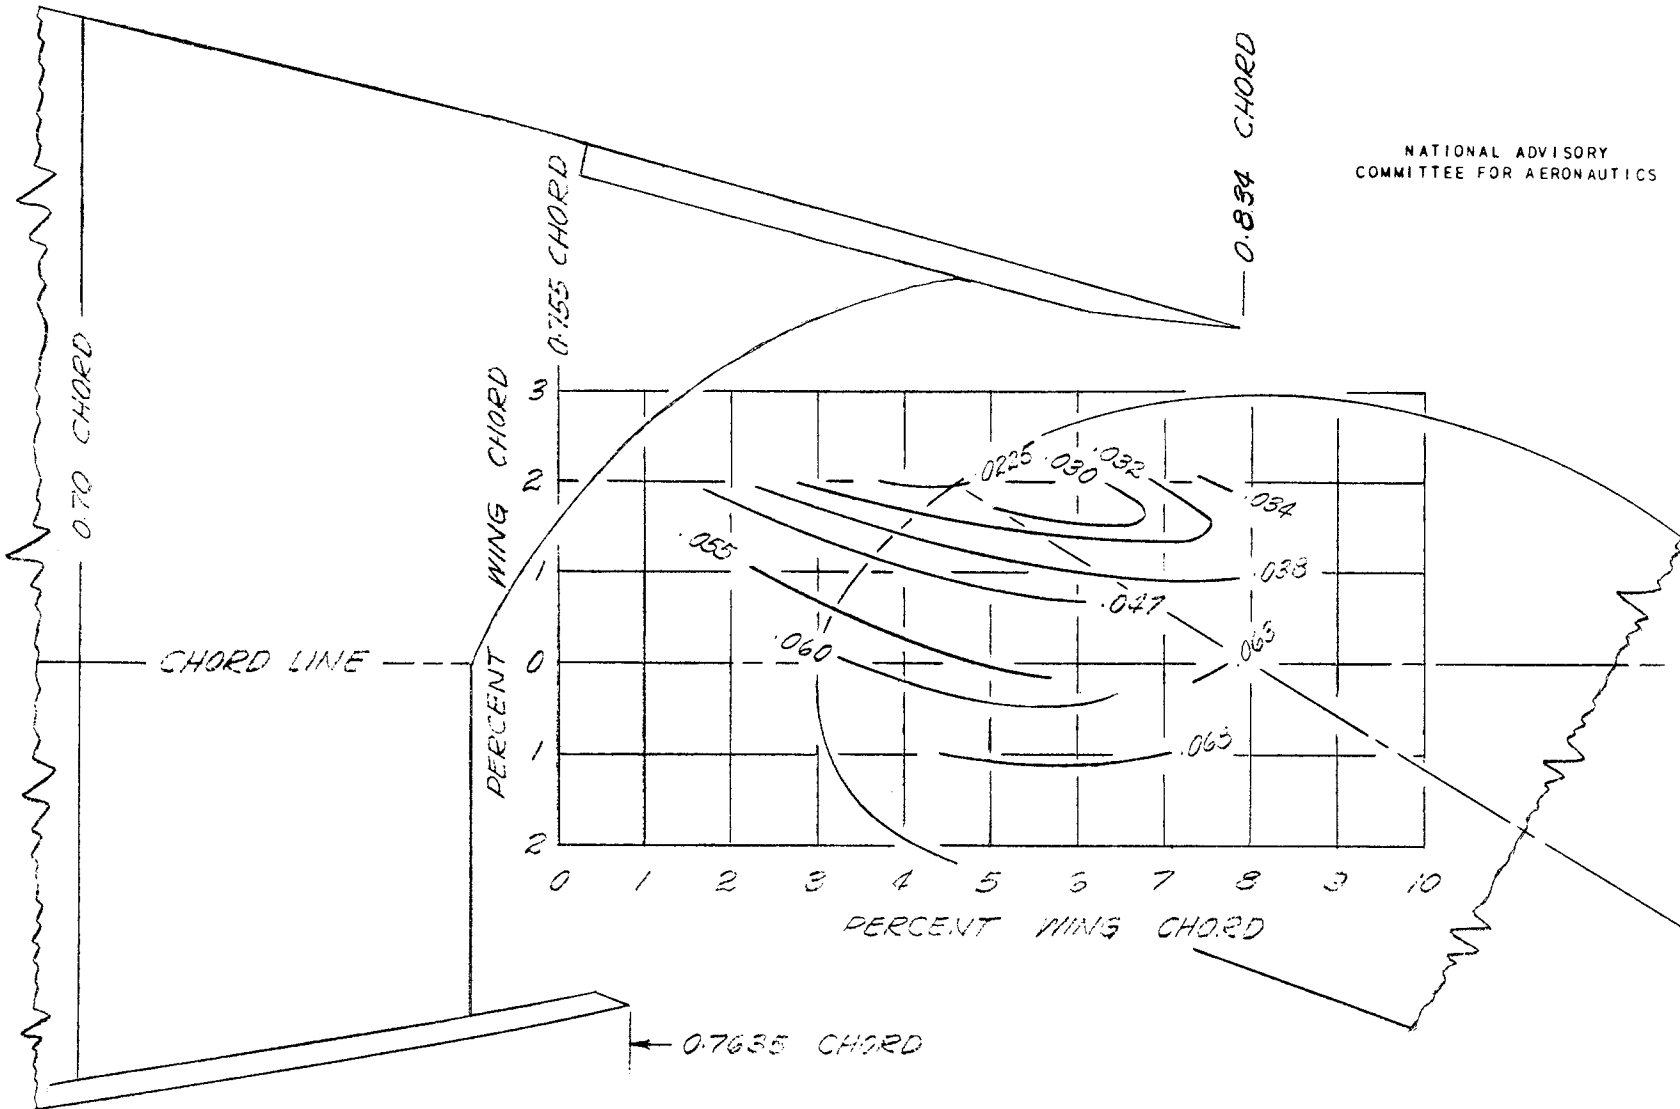 NATIONAL ADVISORY
COMMITTEE FOR AERONAUTICS
0.834 CHORD
0.755 CHORD
0.70 CHORD
PERCENT WING CHORD
3
2
1
0
1
2
.0225
.030
.032
.034
.055
.038
.047
.060
.063
.063
CHORD LINE
0 1 2 3 4 5 6 7 8 9 10
PERCENT WING CHORD
0.7635 CHORD